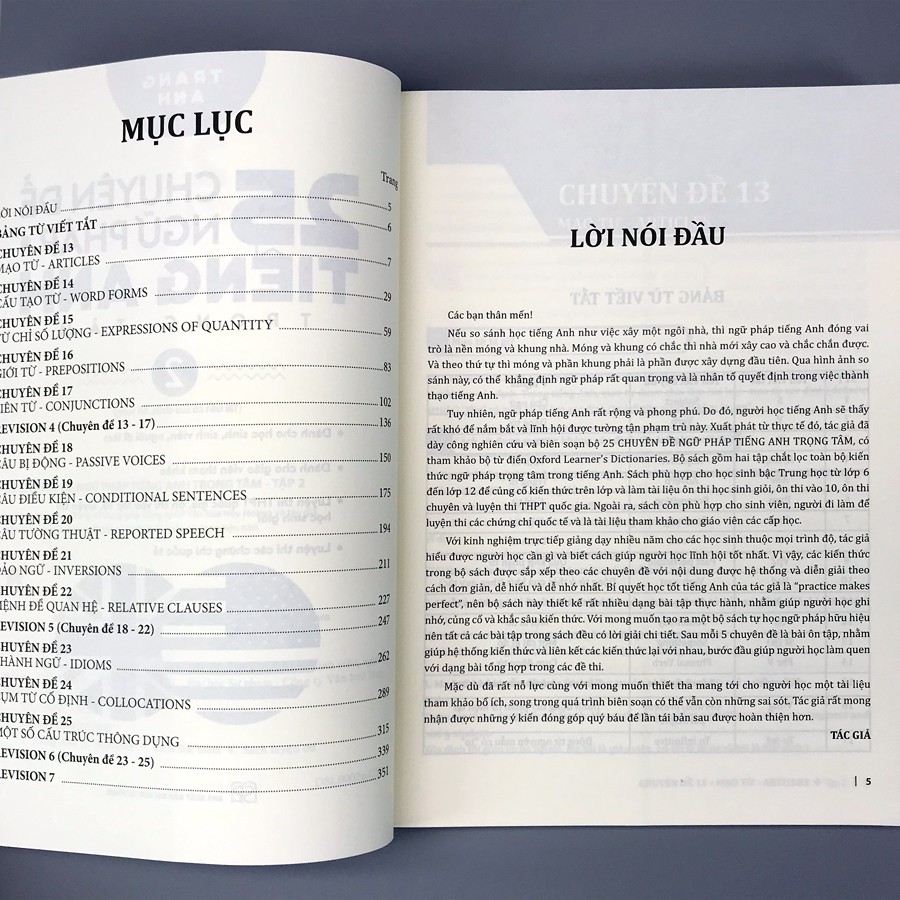 MỤC LỤC
Trang
LỜI NÓI ĐẦU 5
BẢNG TỪ VIẾT TẮT 6
CHUYÊN ĐỀ 13
MẠO TỪ - ARTICLES 7
CHUYÊN ĐỀ 14
CẤU TẠO TỪ - WORD FORMS 29
CHUYÊN ĐỀ 15
TỪ CHỈ SỐ LƯỢNG - EXPRESSIONS OF QUANTITY 59
CHUYÊN ĐỀ 16
GIỚI TỪ - PREPOSITIONS 83
CHUYÊN ĐỀ 17
LIÊN TỪ - CONJUNCTIONS 102
REVISION 4 (Chuyên đề 13 - 17) 136
CHUYÊN ĐỀ 18
CÂU BỊ ĐỘNG - PASSIVE VOICES 150
CHUYÊN ĐỀ 19
CÂU ĐIỀU KIỆN - CONDITIONAL SENTENCES 175
CHUYÊN ĐỀ 20
CÂU TƯỜNG THUẬT - REPORTED SPEECH 194
CHUYÊN ĐỀ 21
ĐẢO NGỮ - INVERSIONS 211
CHUYÊN ĐỀ 22
MỆNH ĐỀ QUAN HỆ - RELATIVE CLAUSES 227
REVISION 5 (Chuyên đề 18 - 22) 247
CHUYÊN ĐỀ 23
THÀNH NGỮ - IDIOMS 262
CHUYÊN ĐỀ 24
CỤM TỪ CỐ ĐỊNH - COLLOCATIONS 289
CHUYÊN ĐỀ 25
MỘT SỐ CẤU TRÚC THÔNG DỤNG 315
REVISION 6 (Chuyên đề 23 - 25) 339
REVISION 7 351
CHUYÊN ĐỀ 13
LỜI NÓI ĐẦU
Các bạn thân mến!
Nếu so sánh học tiếng Anh như việc xây một ngôi nhà, thì ngữ pháp tiếng Anh đóng vai
trò là nền móng và khung nhà. Móng và khung có chắc thì nhà mới xây cao và chắc chắn được.
Và theo thứ tự thì móng và phần khung phải là phần được xây dựng đầu tiên. Qua hình ảnh so
sánh này, có thể khẳng định ngữ pháp rất quan trọng và là nhân tố quyết định trong việc thành
thạo tiếng Anh.
Tuy nhiên, ngữ pháp tiếng Anh rất rộng và phong phú. Do đó, người học tiếng Anh sẽ thấy
rất khó để nắm bắt và lĩnh hội được tường tận phạm trù này. Xuất phát từ thực tế đó, tác giả đã
dày công nghiên cứu và biên soạn bộ 25 CHUYÊN ĐỀ NGỮ PHÁP TIẾNG ANH TRỌNG TÂM, có
tham khảo bộ từ điển Oxford Learner's Dictionaries. Bộ sách gồm hai tập chắt lọc toàn bộ kiến
thức ngữ pháp trọng tâm trong tiếng Anh. Sách phù hợp cho học sinh bậc Trung học từ lớp 6
đến lớp 12 để củng cố kiến thức trên lớp và làm tài liệu ôn thi học sinh giỏi, ôn thi vào 10, ôn thi
chuyên và luyện thi THPT quốc gia. Ngoài ra, sách còn phù hợp cho sinh viên, người đi làm để
luyện thi các chứng chỉ quốc tế và là tài liệu tham khảo cho giáo viên các cấp học.
Với kinh nghiệm trực tiếp giảng dạy nhiều năm cho các học sinh thuộc mọi trình độ, tác giả
hiểu được người học cần gì và biết cách giúp người học lĩnh hội tốt nhất. Vì vậy, các kiến thức
trong bộ sách được sắp xếp theo các chuyên đề với nội dung được hệ thống và diễn giải theo
cách đơn giản, dễ hiểu và dễ nhớ nhất. Bí quyết học tốt tiếng Anh của tác giả là "practice makes
perfect", nên bộ sách này thiết kế rất nhiều dạng bài tập thực hành, nhằm giúp người học ghi
nhớ, củng cố và khắc sâu kiến thức. Với mong muốn tạo ra một bộ sách tự học ngữ pháp hữu hiệu
nên tất cả các bài tập trong sách đều có lời giải chi tiết. Sau mỗi 5 chuyên đề là bài ôn tập, nhằm
giúp hệ thống kiến thức và liên kết các kiến thức lại với nhau, bước đầu giúp người học làm quen
với dạng bài tổng hợp trong các đề thi.
Mặc dù đã rất nỗ lực cùng với mong muốn thiết tha mang tới cho người học một tài liệu
tham khảo bổ ích, song trong quá trình biên soạn có thể vẫn còn những sai sót. Tác giả rất mong
nhận được những ý kiến đóng góp quý báu để lần tái bản sau được hoàn thiện hơn.
TÁC GIẢ
| 5